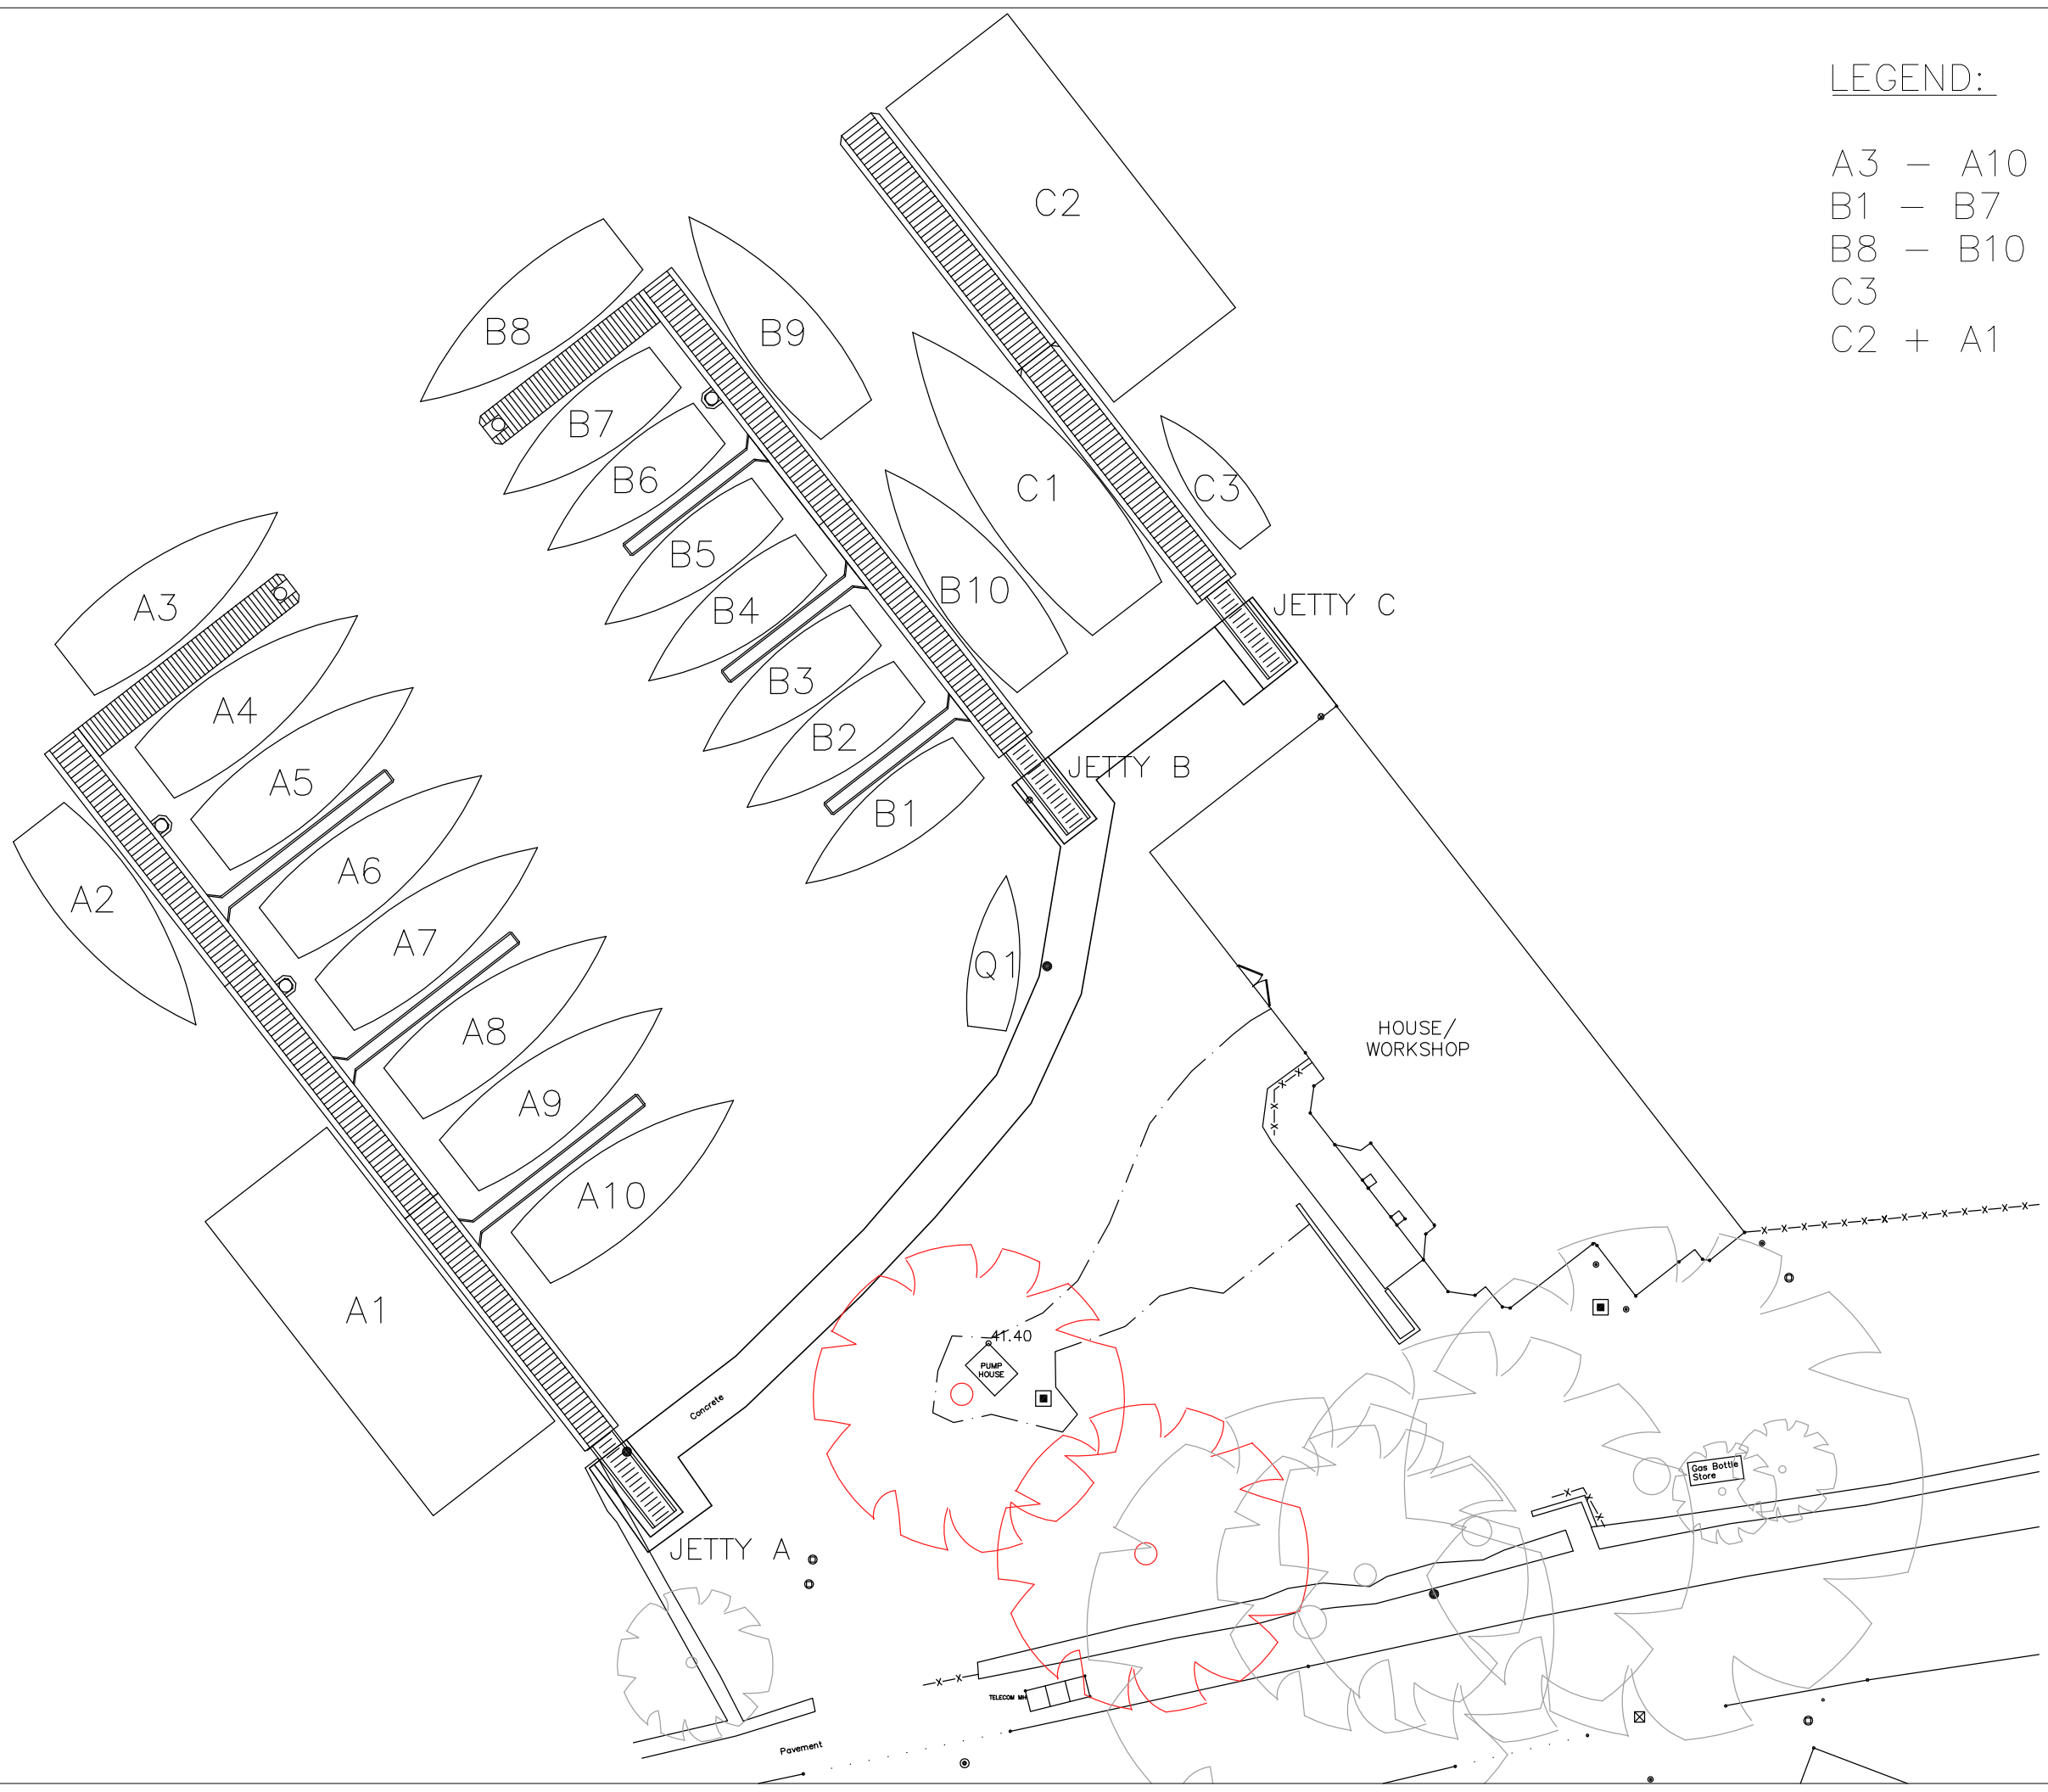 LEGEND:
A3 - A10
B1 - B7
B8 - B10
C3
C2 + A1
C2
B8
B9
B7
B6
C1
C3
B5
B10
B4
A3
JETTY C
B3
A4
B2
JETTY B
A5
B1
A6
A2
A7
Q1
A8
HOUSE/
WORKSHOP
A9
A10
A1
41.40
PUMP
HOUSE
Concrete
Gas Bottle
Store
JETTY A
TELECOM MH
Pavement